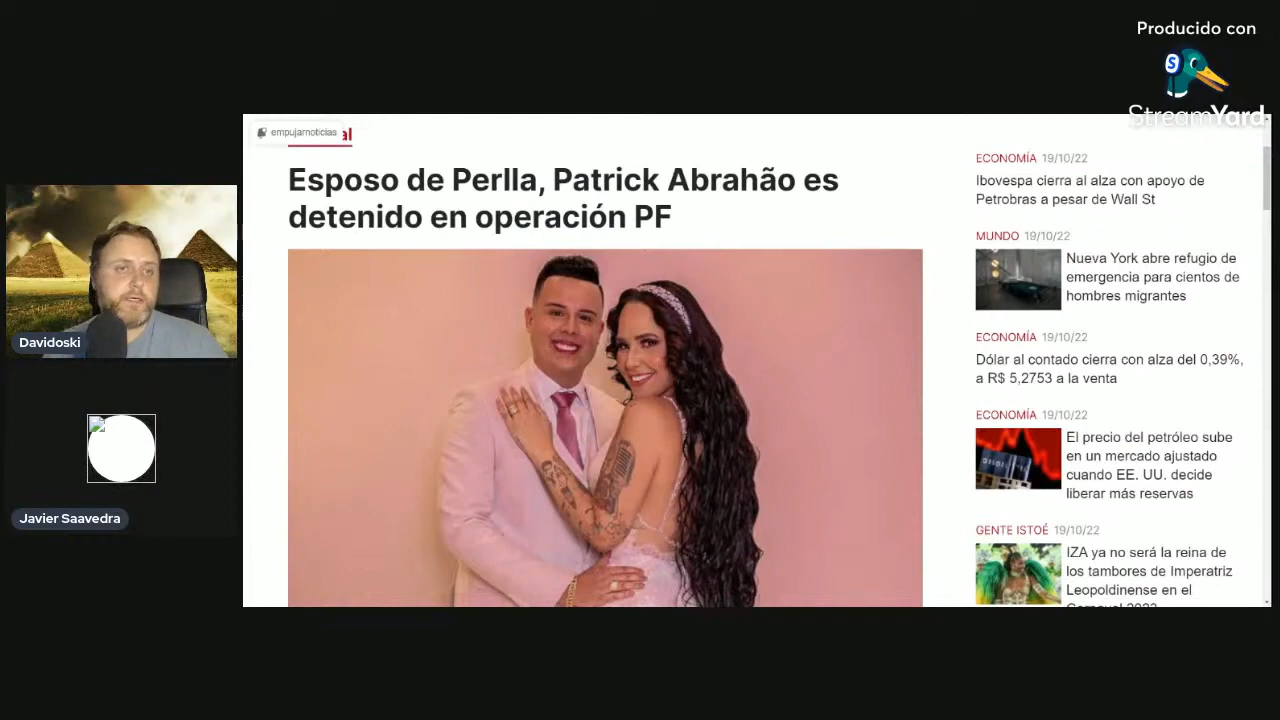 Producido con
StreamYard
empujarnoticias
al
Esposo de Perlla, Patrick Abrahão es
detenido en operación PF
Davidoski
Javier Saavedra
ECONOMÍA 19/10/22
Ibovespa cierra al alza con apoyo de
Petrobras a pesar de Wall St
MUNDO 19/10/22
Nueva York abre refugio de
emergencia para cientos de
hombres migrantes
ECONOMÍA 19/10/22
Dólar al contado cierra con alza del 0,39%,
a R$ 5,2753 a la venta
ECONOMÍA 19/10/22
El precio del petróleo sube
en un mercado ajustado
cuando EE. UU. decide
liberar más reservas
GENTE ISTOÉ 19/10/22
IZA ya no será la reina de
los tambores de Imperatriz
Leopoldinense en el
Carnaval 2023